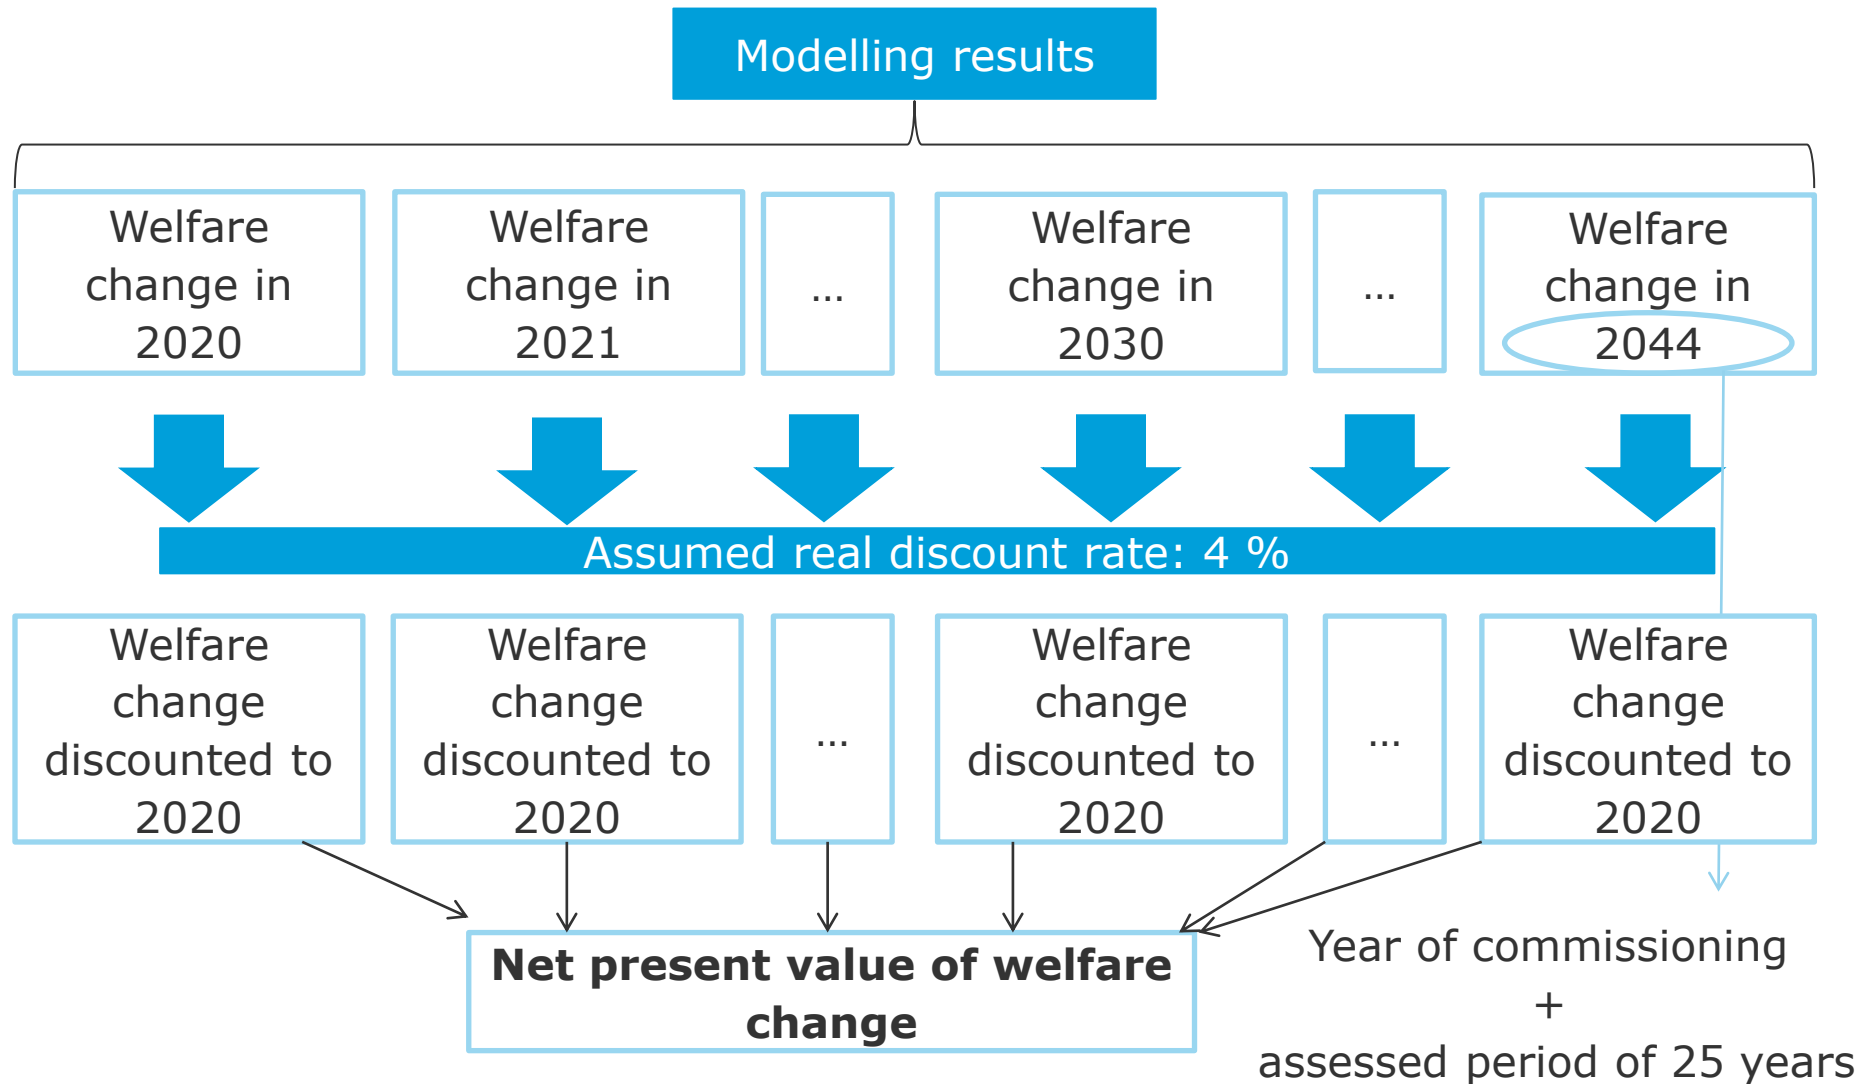 Modelling results
Welfare
change in
2020
Welfare
change in
2021
...
Welfare
change in
2030
...
Welfare
change in
2044
Assumed real discount rate: 4 %
Welfare
change
discounted to
2020
Welfare
change
discounted to
2020
...
Welfare
change
discounted to
2020
...
Welfare
change
discounted to
2020
Net present value of welfare
change
Year of commissioning
+
assessed period of 25 years